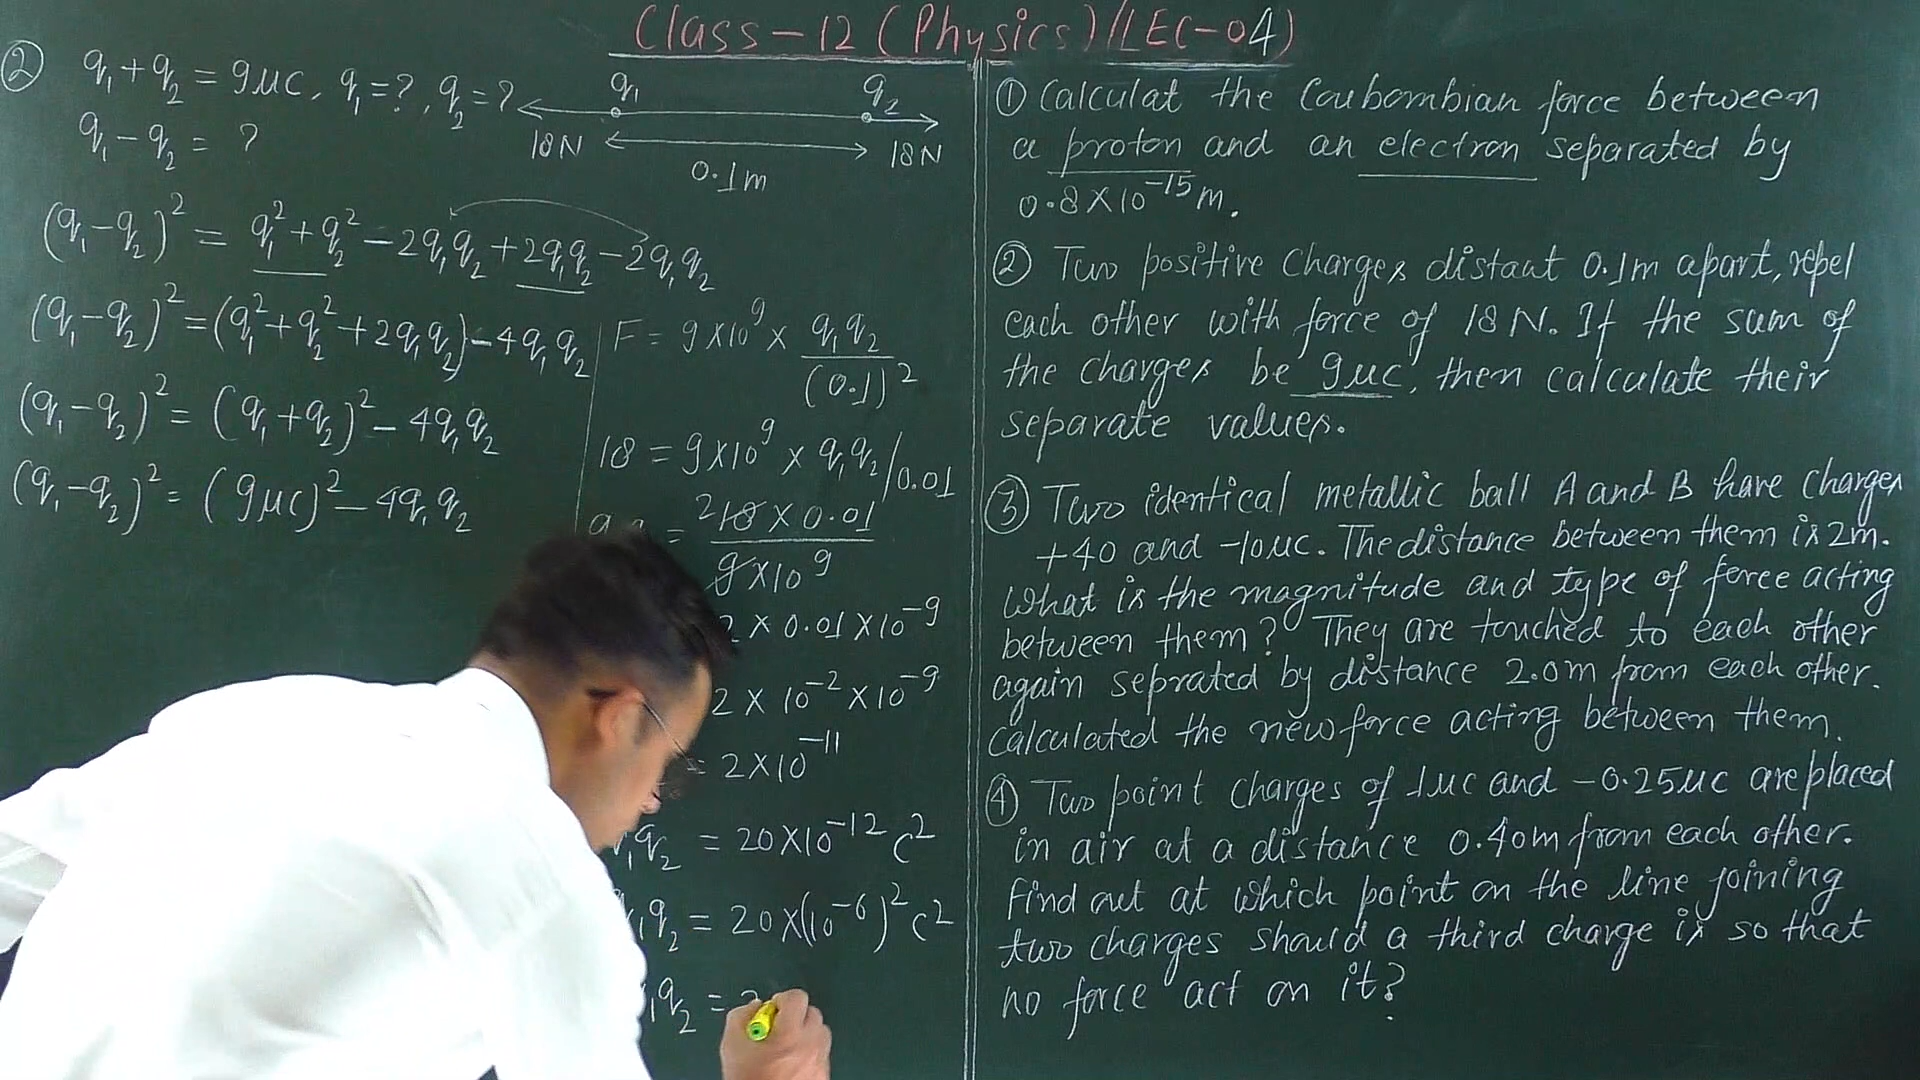 Class-12 (Physics)/LEC-04)
② q₁+q₂ = 9μc, q₁=?, q₂=?
q₁-q₂ = ?
q₁ q₂
18N 18N
0.1m
(q₁-q₂)² = q₁²+q₂²-2q₁q₂+2q₁q₂-2q₁q₂
(q₁-q₂)²=(q₁²+q₂²+2q₁q₂)-4q₁q₂
(q₁-q₂)²= (q₁+q₂)²-4q₁q₂
(q₁-q₂)²= (9μc)²-4q₁q₂
F = 9×10⁹× q₁q₂/(0.1)²
18 = 9×10⁹ × q₁q₂/0.01
= 2 18×0.01
9×10⁹
2×0.01×10⁻⁹
2×10⁻²×10⁻⁹
= 2×10⁻¹¹
q₂ = 20×10⁻¹²c²
q₂ = 20×(10⁻⁶)²c²
q₂ = 2
① Calculat the Coubombian force between
a proton and an electron separated by
0.8×10⁻¹⁵m.
② Two positive charges distant 0.1m apart, repel
each other with force of 18N. If the sum of
the charges be 9μc, then calculate their
separate values.
③ Two identical metallic ball A and B have charges
+40 and -10μc. The distance between them is 2m.
What is the magnitude and type of force acting
between them? They are touched to each other
again seprated by distance 2.0m from each other.
Calculated the new force acting between them.
④ Two point charges of 1μc and -0.25μc are placed
in air at a distance 0.40m from each other.
Find out at which point on the line joining
two charges should a third charge is so that
no force act on it?